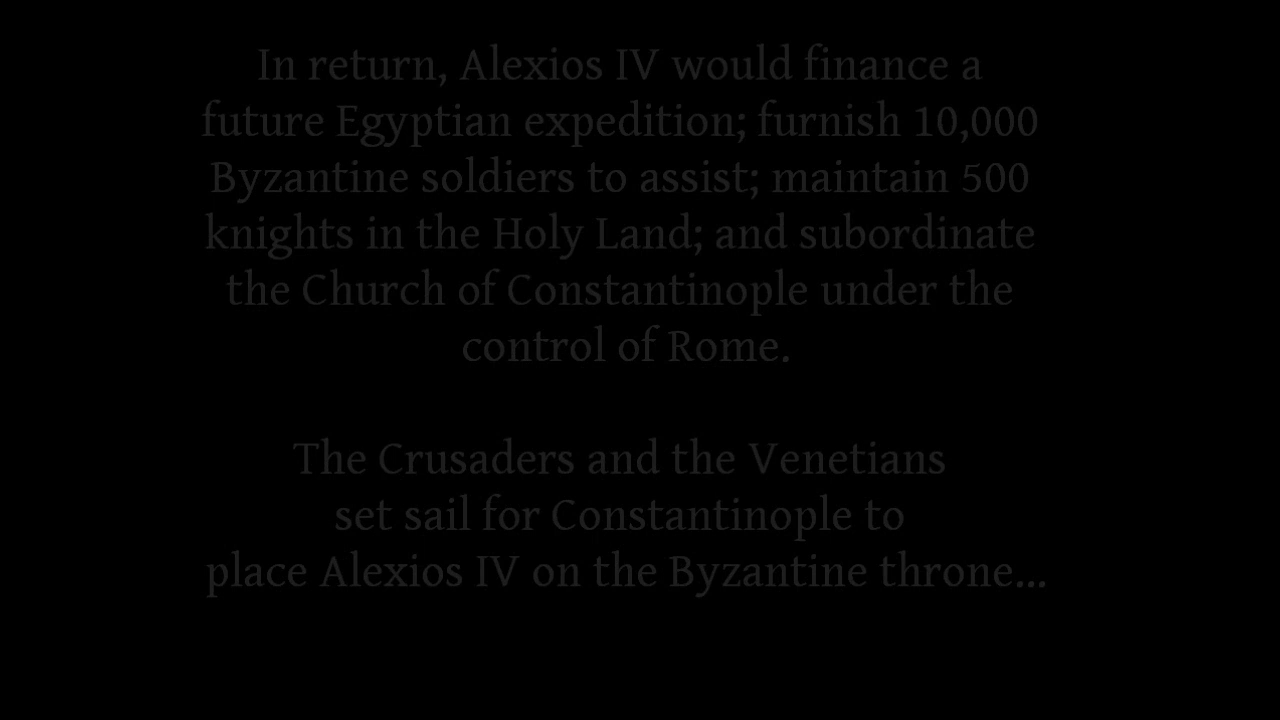 In return, Alexios IV would finance a
future Egyptian expedition; furnish 10,000
Byzantine soldiers to assist; maintain 500
knights in the Holy Land; and subordinate
the Church of Constantinople under the
control of Rome.
The Crusaders and the Venetians
set sail for Constantinople to
place Alexios IV on the Byzantine throne...